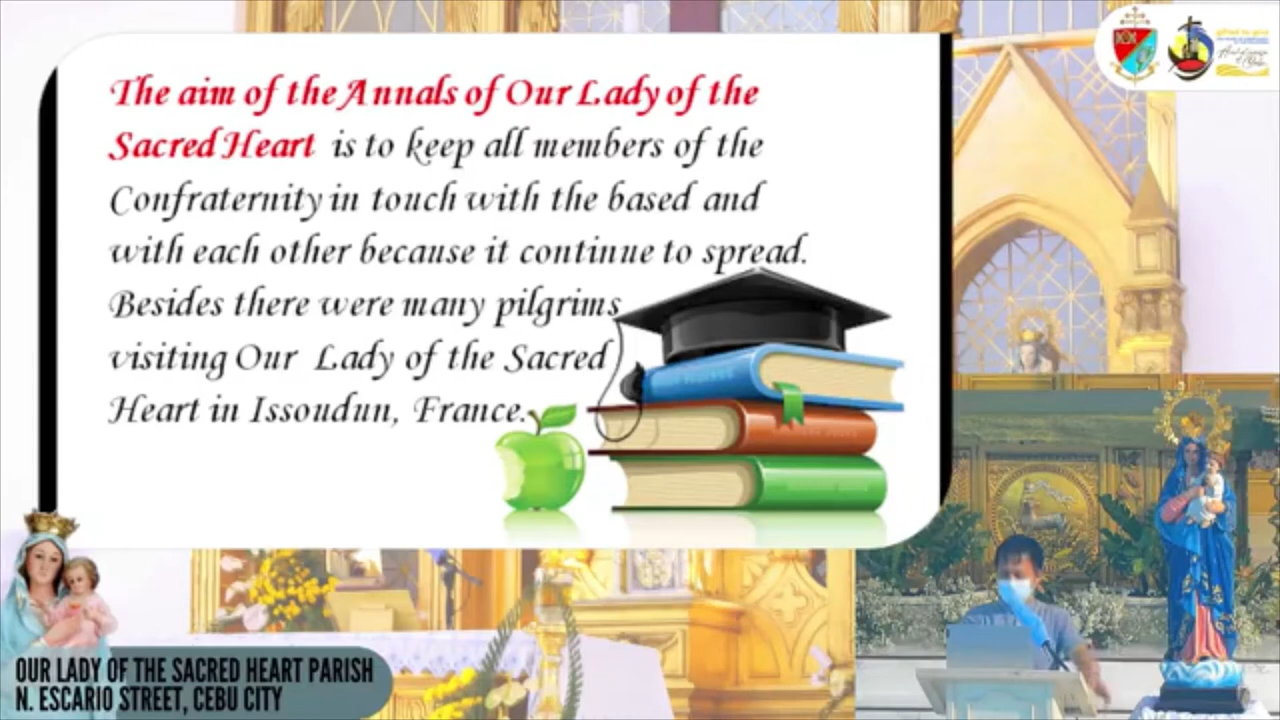 The aim of the Annals of Our Lady of the
Sacred Heart is to keep all members of the
Confraternity in touch with the based and
with each other because it continue to spread.
Besides there were many pilgrims
visiting Our Lady of the Sacred
Heart in Issoudun, France.
gifted to give
OUR LADY OF THE SACRED HEART PARISH
N. ESCARIO STREET, CEBU CITY